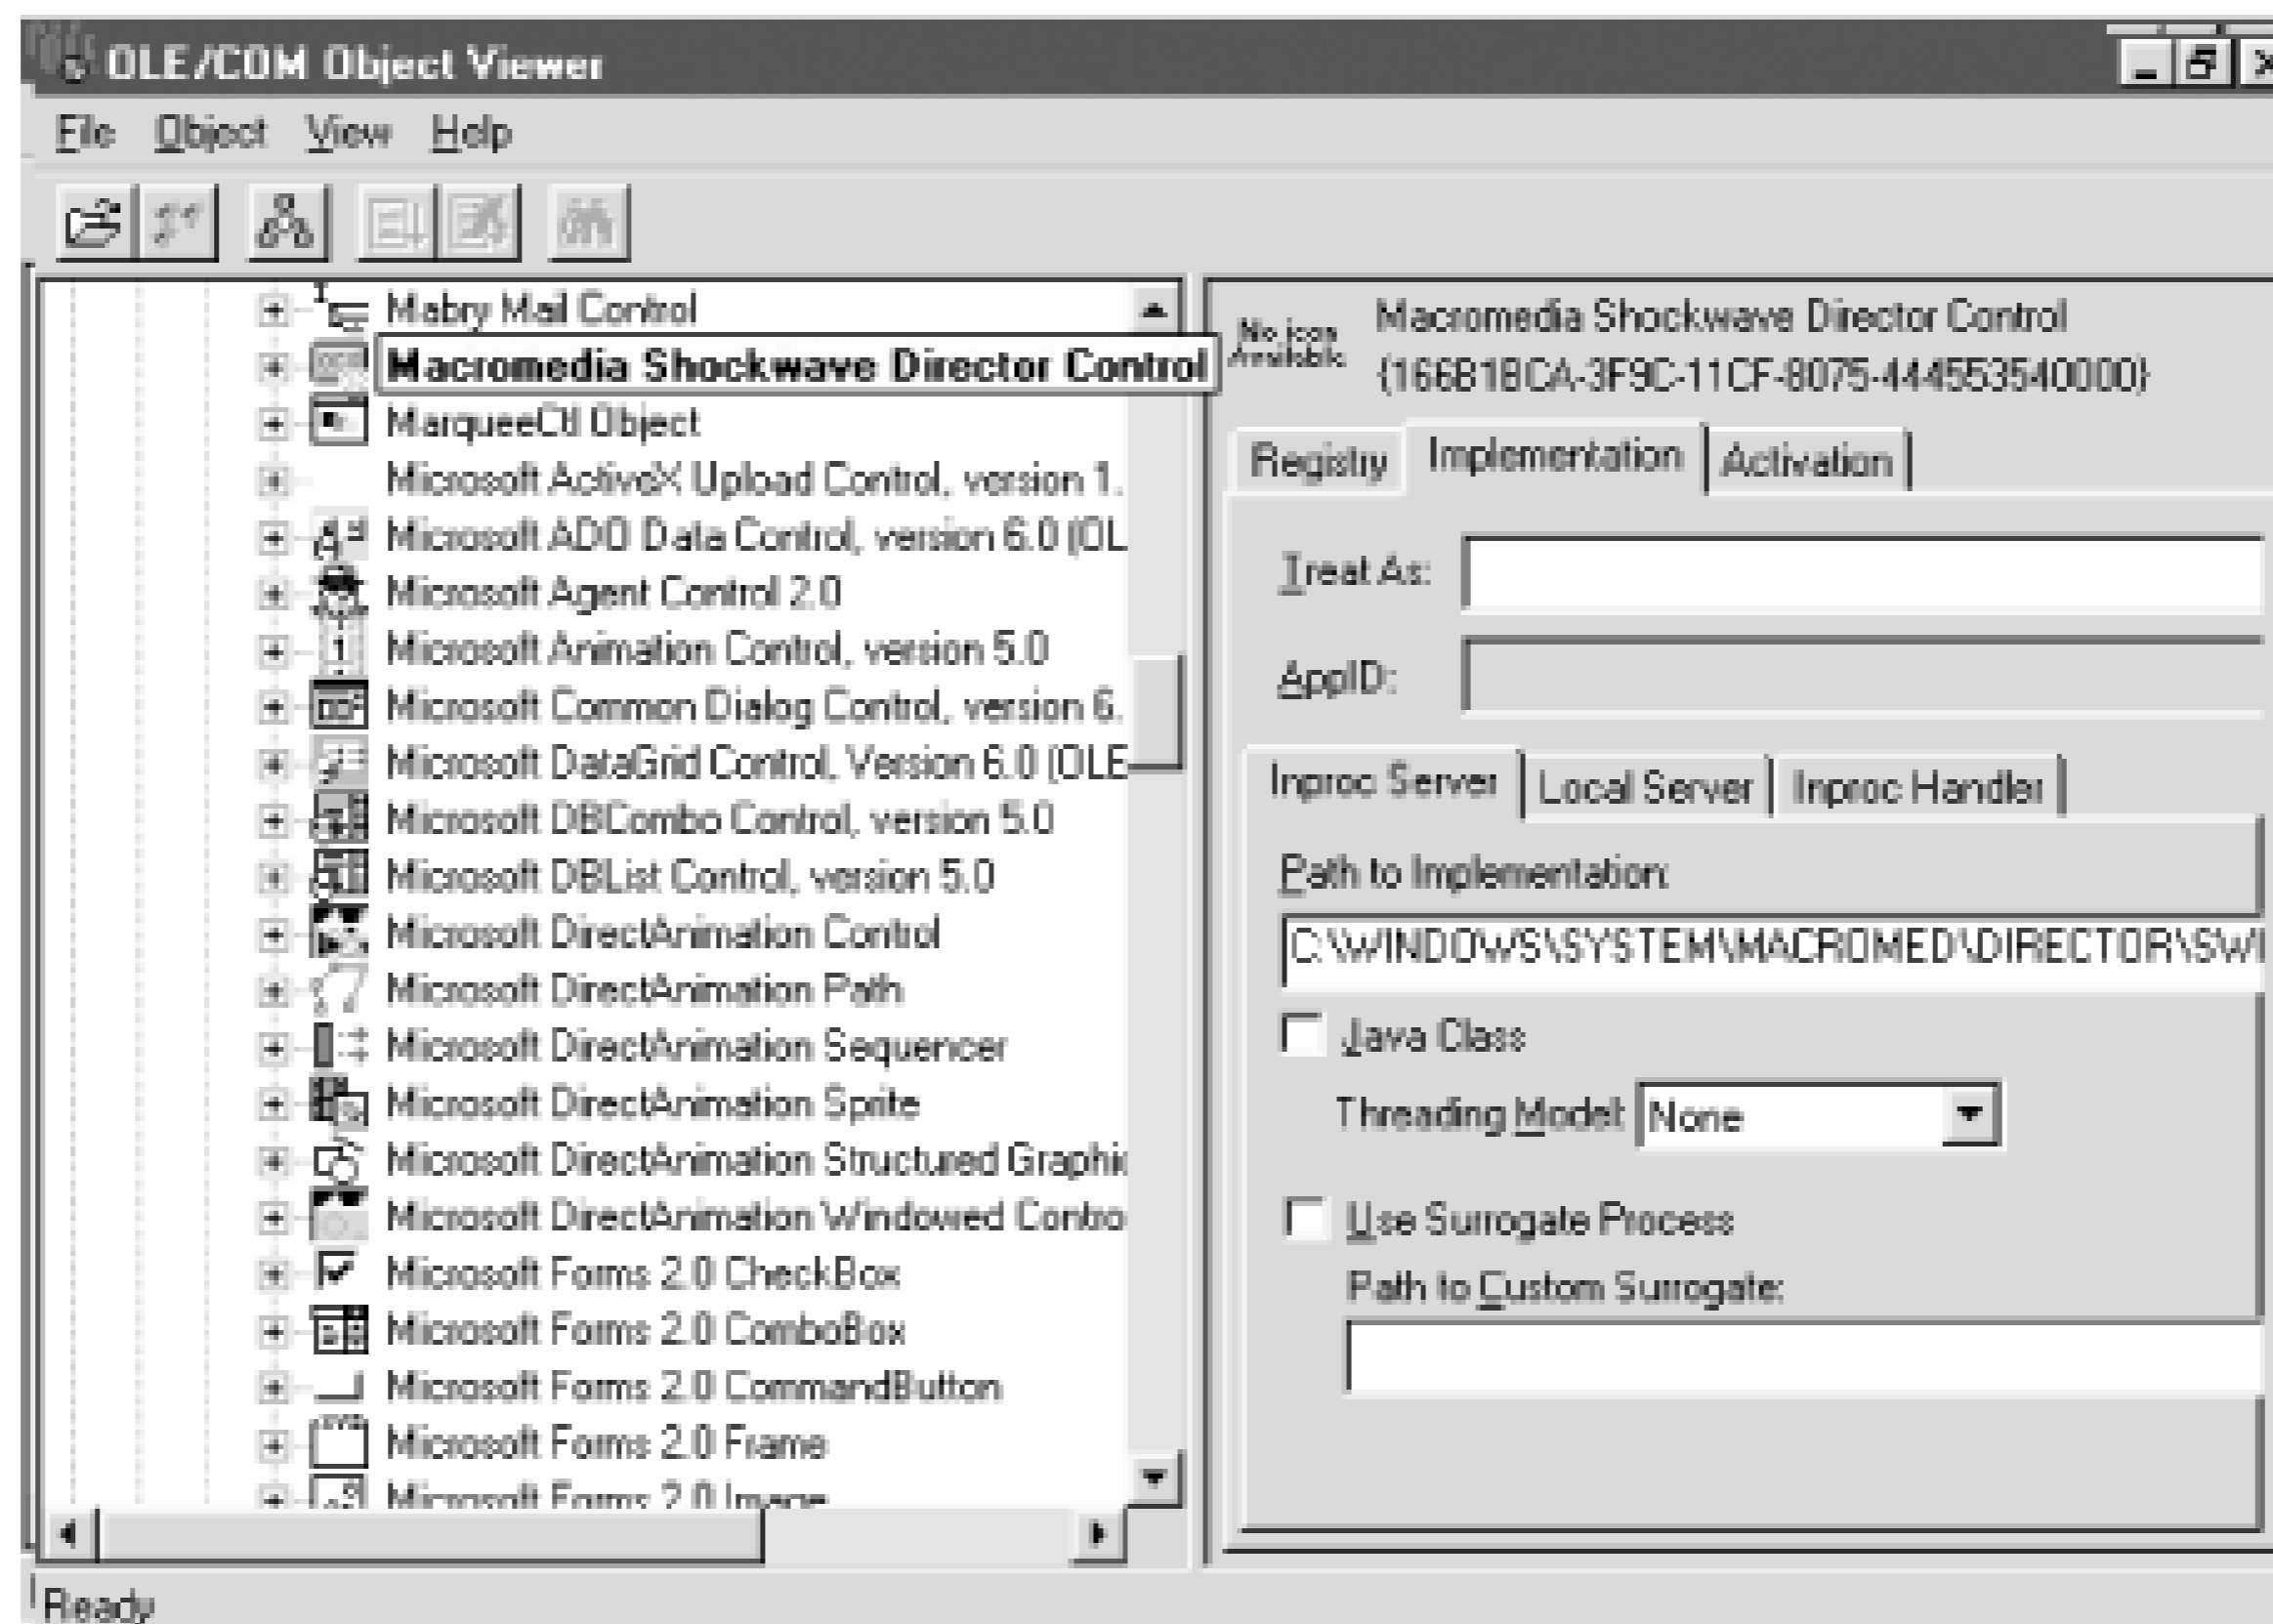 OLE/COM Object Viewer
File Object View Help
Mabry Mail Control
Macromedia Shockwave Director Control
MarqueeCtl Object
Microsoft ActiveX Upload Control, version 1.
Microsoft ADO Data Control, version 6.0 (OL
Microsoft Agent Control 2.0
Microsoft Animation Control, version 5.0
Microsoft Common Dialog Control, version 6.
Microsoft DataGrid Control, Version 6.0 (OLE
Microsoft DBCombo Control, version 5.0
Microsoft DBList Control, version 5.0
Microsoft DirectAnimation Control
Microsoft DirectAnimation Path
Microsoft DirectAnimation Sequencer
Microsoft DirectAnimation Sprite
Microsoft DirectAnimation Structured Graphic
Microsoft DirectAnimation Windowed Contro
Microsoft Forms 2.0 CheckBox
Microsoft Forms 2.0 ComboBox
Microsoft Forms 2.0 CommandButton
Microsoft Forms 2.0 Frame
Microsoft Forms 2.0 Image
No icon Available
Macromedia Shockwave Director Control
{166B1BCA-3F9C-11CF-8075-444553540000}
Registry Implementation Activation
Treat As:
AppID:
Inproc Server Local Server Inproc Handler
Path to Implementation:
C:\WINDOWS\SYSTEM\MACROMED\DIRECTOR\SWI
Java Class
Threading Model: None
Use Surrogate Process
Path to Custom Surrogate:
Ready